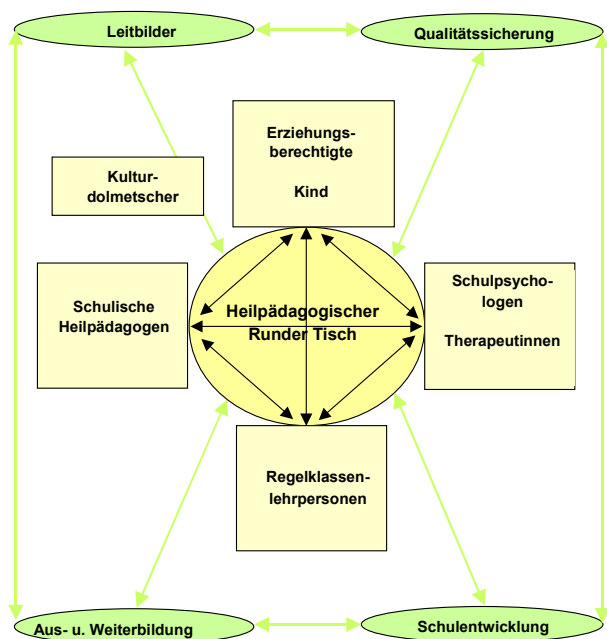 Leitbilder
Qualitätssicherung
Erziehungs-
berechtigte
Kind
Kultur-
dolmetscher
Schulische
Heilpädagogen
Heilpädagogischer
Runder Tisch
Schulpsycho-
logen
Therapeutinnen
Regelklassen-
lehrpersonen
Aus- u. Weiterbildung
Schulentwicklung